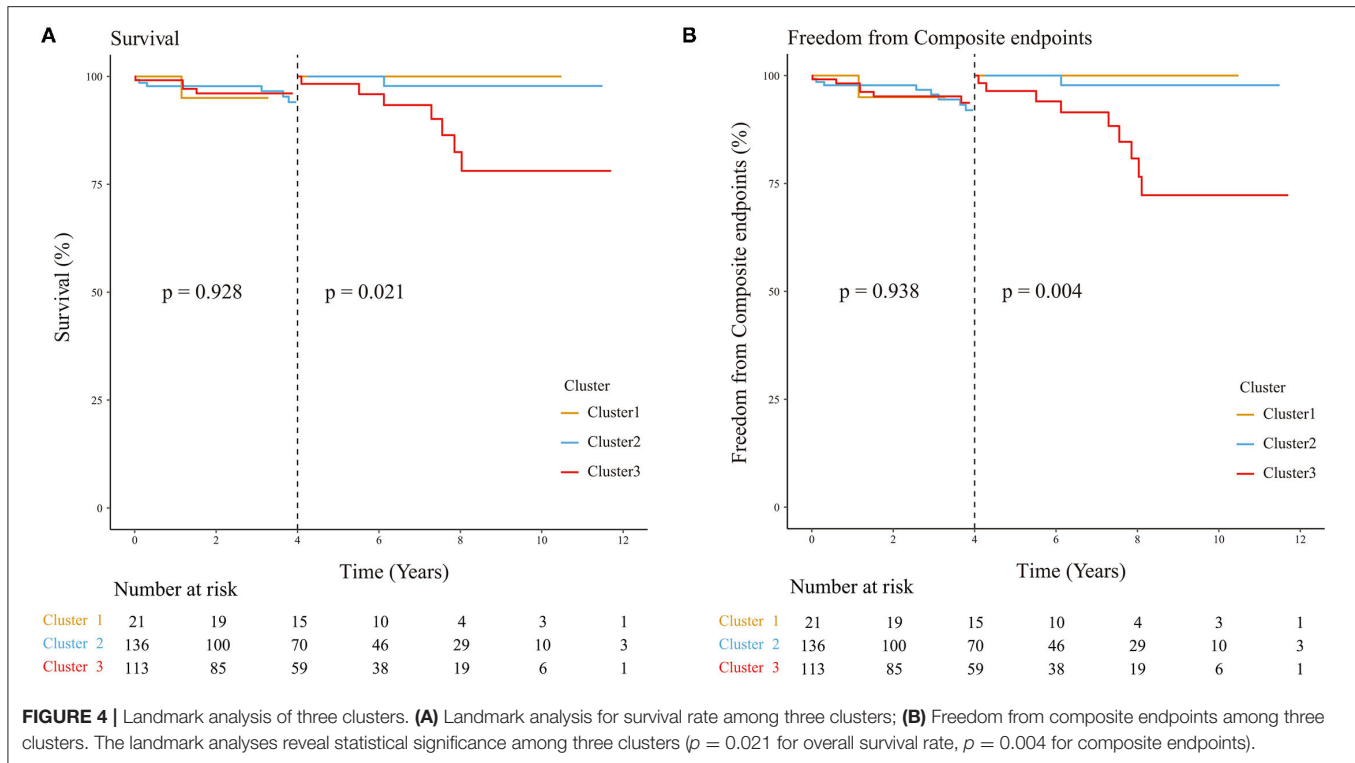 A
Survival
Survival (%)
100
75
50
25
0
p = 0.928
p = 0.021
Cluster
Cluster1
Cluster2
Cluster3
0 2 4 6 8 10 12
Time (Years)
Number at risk
Cluster 1 21 19 15 10 4 3 1
Cluster 2 136 100 70 46 29 10 3
Cluster 3 113 85 59 38 19 6 1
B
Freedom from Composite endpoints
Freedom from Composite endpoints (%)
100
75
50
25
0
p = 0.938
p = 0.004
Cluster
Cluster1
Cluster2
Cluster3
0 2 4 6 8 10 12
Time (Years)
Number at risk
Cluster 1 21 19 15 10 4 3 1
Cluster 2 136 100 70 46 29 10 3
Cluster 3 113 85 59 38 19 6 1
FIGURE 4 | Landmark analysis of three clusters. (A) Landmark analysis for survival rate among three clusters; (B) Freedom from composite endpoints among three
clusters. The landmark analyses reveal statistical significance among three clusters (p = 0.021 for overall survival rate, p = 0.004 for composite endpoints).